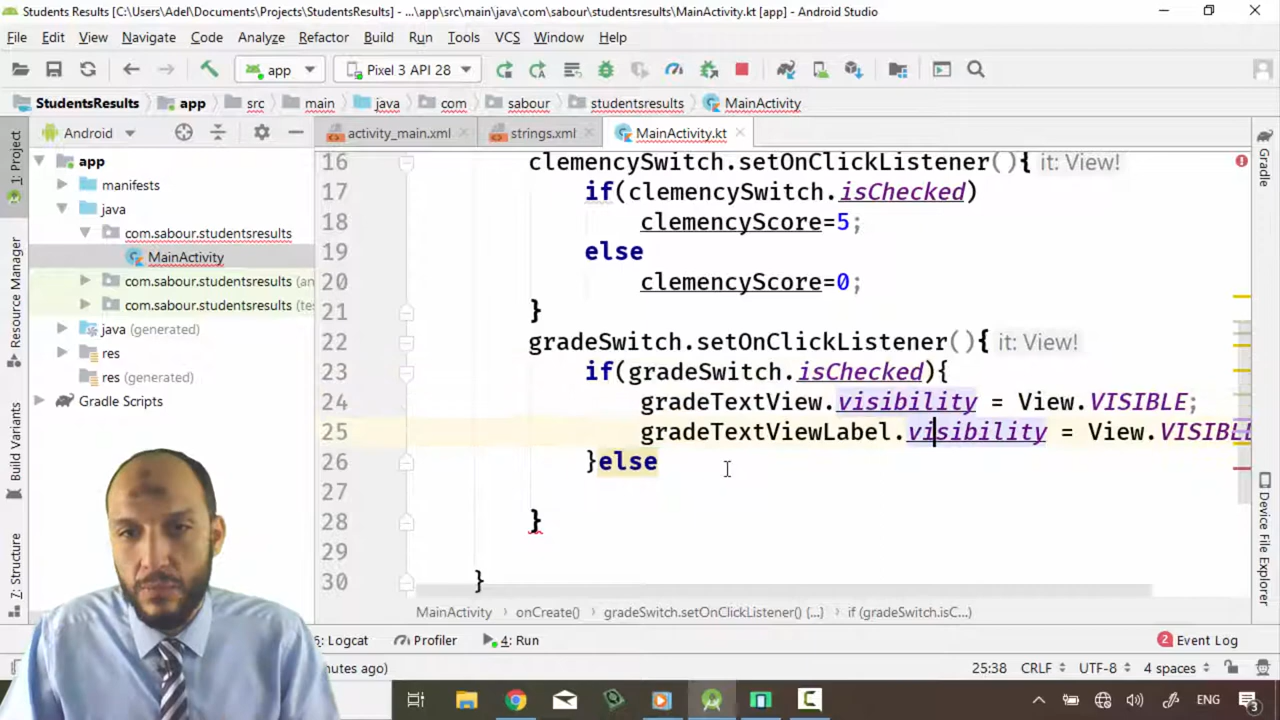 Students Results [C:\Users\Adel\Documents\Projects\StudentsResults] - ...\app\src\main\java\com\sabour\studentsresults\MainActivity.kt [app] - Android Studio
File Edit View Navigate Code Analyze Refactor Build Run Tools VCS Window Help
app Pixel 3 API 28
StudentsResults app src main java com sabour studentsresults MainActivity
Android activity_main.xml strings.xml MainActivity.kt
1: Project
Resource Manager
Build Variants
7: Structure
app
manifests
java
com.sabour.studentsresults
MainActivity
com.sabour.studentsresults (an
com.sabour.studentsresults (te
java (generated)
res
res (generated)
Gradle Scripts
16 clemencySwitch.setOnClickListener(){ it: View!
17 if(clemencySwitch.isChecked)
18 clemencyScore=5;
19 else
20 clemencyScore=0;
21 }
22 gradeSwitch.setOnClickListener(){ it: View!
23 if(gradeSwitch.isChecked){
24 gradeTextView.visibility = View.VISIBLE;
25 gradeTextViewLabel.visibility = View.VISIBLE
26 }else
27
28 }
29
30 }
Gradle
Device File Explorer
MainActivity onCreate() gradeSwitch.setOnClickListener() {...} if (gradeSwitch.isC...)
: Logcat Profiler 4: Run 2 Event Log
nutes ago) 25:38 CRLF UTF-8 4 spaces
ENG 3